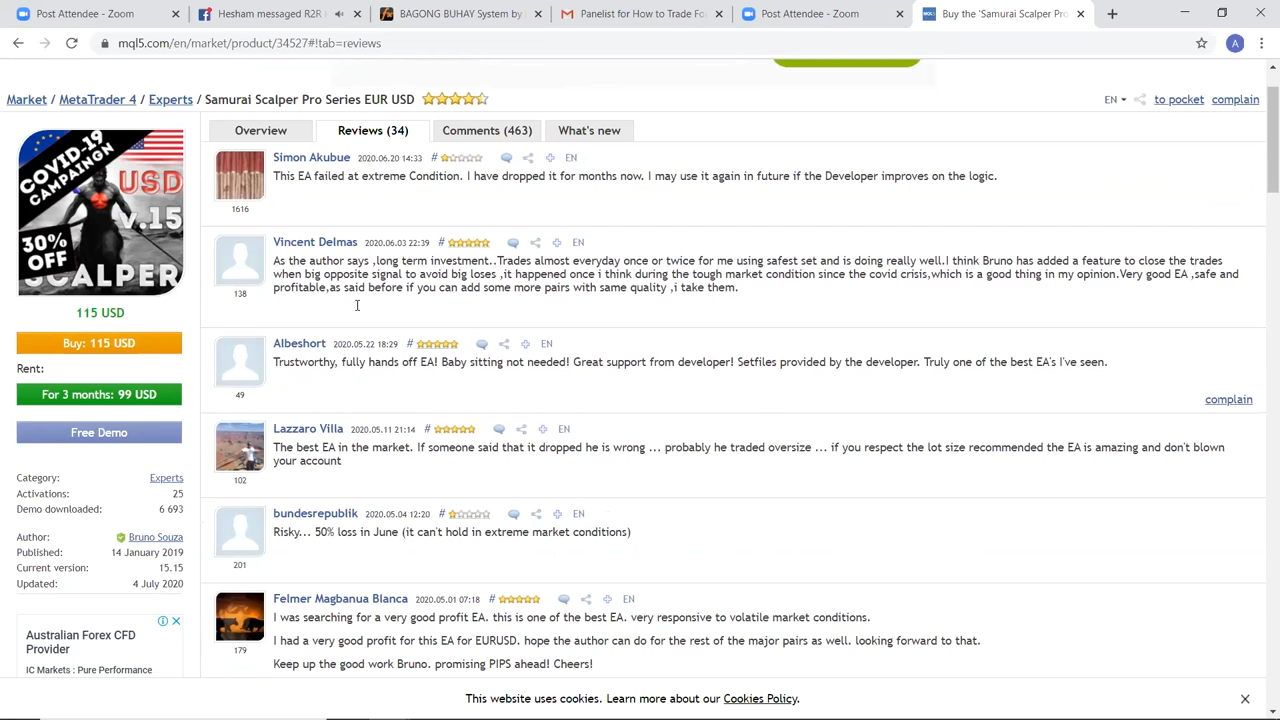 Post Attendee - Zoom
Hesham messaged R2R
BAGONG BUHAY System by
Panelist for How to Trade Fo
Post Attendee - Zoom
Buy the 'Samurai Scalper Pro
mql5.com/en/market/product/34527#!tab=reviews
A
Market / MetaTrader 4 / Experts / Samurai Scalper Pro Series EUR USD
EN
to pocket
complain
COVID-19
CAMPAINGN
USD
v.15
30%
OFF
SCALPER
115 USD
Buy: 115 USD
Rent:
For 3 months: 99 USD
Free Demo
Category: Experts
Activations: 25
Demo downloaded: 6 693
Author: Bruno Souza
Published: 14 January 2019
Current version: 15.15
Updated: 4 July 2020
Australian Forex CFD
Provider
IC Markets : Pure Performance
Overview
Reviews (34)
Comments (463)
What's new
Simon Akubue 2020.06.20 14:33 # EN
This EA failed at extreme Condition. I have dropped it for months now. I may use it again in future if the Developer improves on the logic.
1616
Vincent Delmas 2020.06.03 22:39 # EN
As the author says ,long term investment..Trades almost everyday once or twice for me using safest set and is doing really well.I think Bruno has added a feature to close the trades
when big opposite signal to avoid big loses ,it happened once i think during the tough market condition since the covid crisis,which is a good thing in my opinion.Very good EA ,safe and
profitable,as said before if you can add some more pairs with same quality ,i take them.
138
Albeshort 2020.05.22 18:29 # EN
Trustworthy, fully hands off EA! Baby sitting not needed! Great support from developer! Setfiles provided by the developer. Truly one of the best EA's I've seen.
49
complain
Lazzaro Villa 2020.05.11 21:14 # EN
The best EA in the market. If someone said that it dropped he is wrong ... probably he traded oversize ... if you respect the lot size recommended the EA is amazing and don't blown
your account
102
bundesrepublik 2020.05.04 12:20 # EN
Risky... 50% loss in June (it can't hold in extreme market conditions)
201
Felmer Magbanua Blanca 2020.05.01 07:18 # EN
I was searching for a very good profit EA. this is one of the best EA. very responsive to volatile market conditions.
I had a very good profit for this EA for EURUSD. hope the author can do for the rest of the major pairs as well. looking forward to that.
179
Keep up the good work Bruno. promising PIPS ahead! Cheers!
This website uses cookies. Learn more about our Cookies Policy.